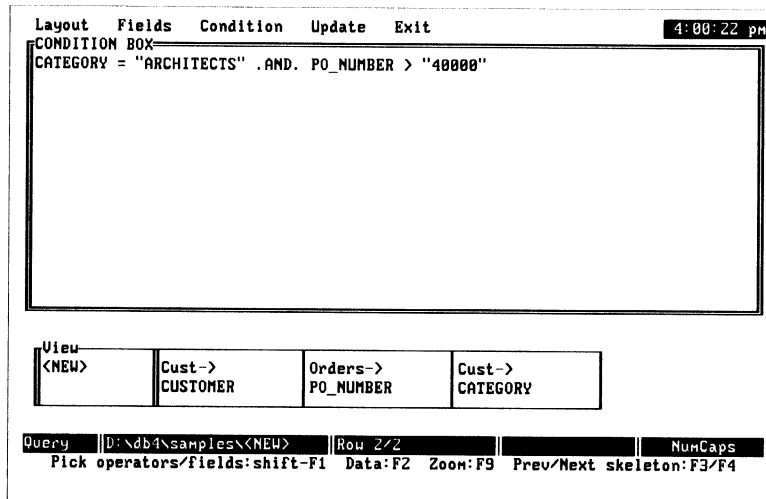 Layout Fields Condition Update Exit 4:00:22 pm
CONDITION BOX
CATEGORY = "ARCHITECTS" .AND. PO_NUMBER > "40000"
View
<NEW> Cust-> Orders-> Cust->
CUSTOMER PO_NUMBER CATEGORY
Query D:\db4\samples\<NEW> Row 2/2 NumCaps
Pick operators/fields:shift-F1 Data:F2 Zoom:F9 Prev/Next skeleton:F3/F4